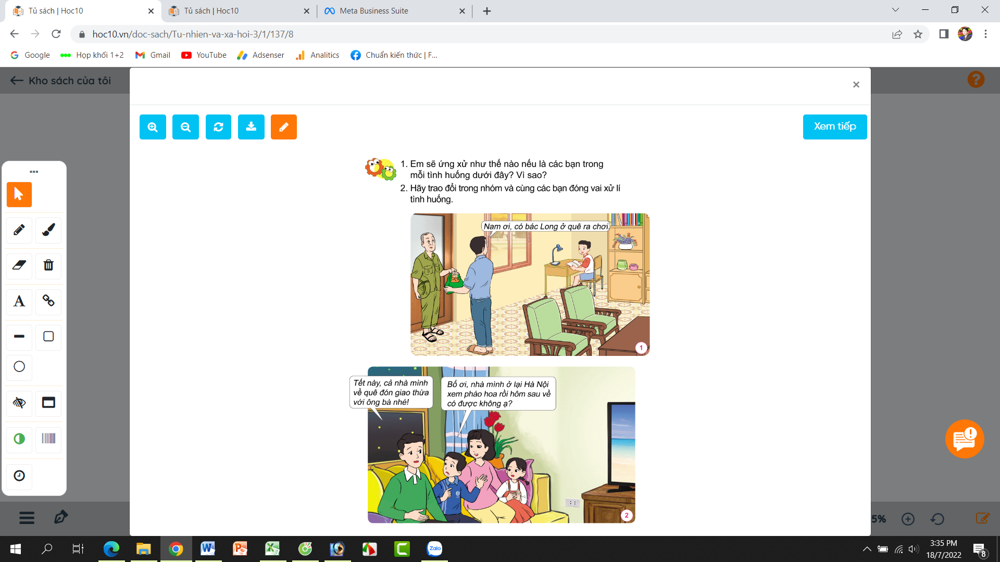 Tủ sách | Hoc10
Tủ sách | Hoc10
Meta Business Suite
hoc10.vn/doc-sach/Tu-nhien-va-xa-hoi-3/1/137/8
Google
Họp khối 1+2
Gmail
YouTube
Adsenser
Analitics
Chuẩn kiến thức | F...
Kho sách của tôi
?
Xem tiếp
1. Em sẽ ứng xử như thế nào nếu là các bạn trong
mỗi tình huống dưới đây? Vì sao?
2. Hãy trao đổi trong nhóm và cùng các bạn đóng vai xử lí
tình huống.
Nam ơi, có bác Long ở quê ra chơi.
1
Tết này, cả nhà mình
về quê đón giao thừa
với ông bà nhé!
Bố ơi, nhà mình ở lại Hà Nội
xem pháo hoa rồi hôm sau về
có được không ạ?
2
A
5%
Zalo
3:35 PM
18/7/2022
8